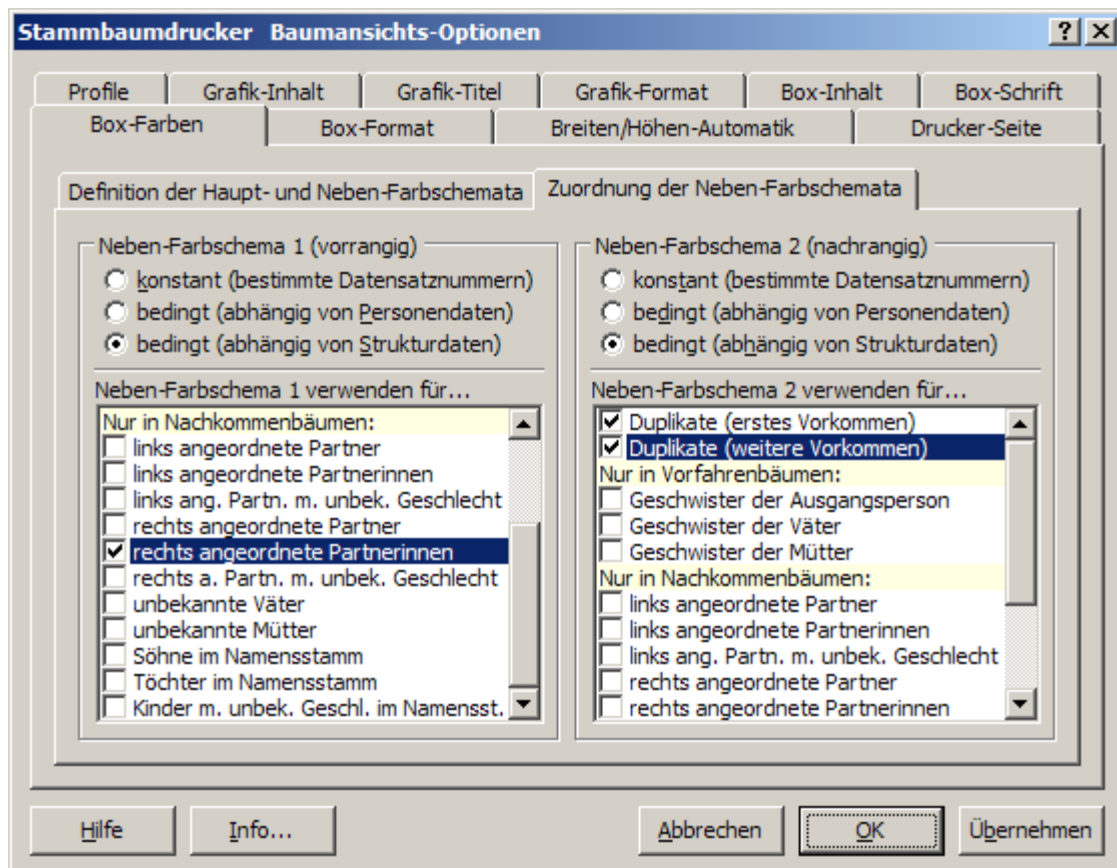 Stammbaumdrucker Baumansichts-Optionen
Profile
Grafik-Inhalt
Grafik-Titel
Grafik-Format
Box-Inhalt
Box-Schrift
Box-Farben
Box-Format
Breiten/Höhen-Automatik
Drucker-Seite
Definition der Haupt- und Neben-Farbschemata
Zuordnung der Neben-Farbschemata
Neben-Farbschema 1 (vorrangig)
konstant (bestimmte Datensatznummern)
bedingt (abhängig von Personendaten)
bedingt (abhängig von Strukturdaten)
Neben-Farbschema 1 verwenden für...
Nur in Nachkommenbäumen:
links angeordnete Partner
links angeordnete Partnerinnen
links ang. Partn. m. unbek. Geschlecht
rechts angeordnete Partner
rechts angeordnete Partnerinnen
rechts a. Partn. m. unbek. Geschlecht
unbekannte Väter
unbekannte Mütter
Söhne im Namensstamm
Töchter im Namensstamm
Kinder m. unbek. Geschl. im Namensst.
Neben-Farbschema 2 (nachrangig)
konstant (bestimmte Datensatznummern)
bedingt (abhängig von Personendaten)
bedingt (abhängig von Strukturdaten)
Neben-Farbschema 2 verwenden für...
Duplikate (erstes Vorkommen)
Duplikate (weitere Vorkommen)
Nur in Vorfahrenbäumen:
Geschwister der Ausgangsperson
Geschwister der Väter
Geschwister der Mütter
Nur in Nachkommenbäumen:
links angeordnete Partner
links angeordnete Partnerinnen
links ang. Partn. m. unbek. Geschlecht
rechts angeordnete Partner
rechts angeordnete Partnerinnen
Hilfe
Info...
Abbrechen
OK
Übernehmen